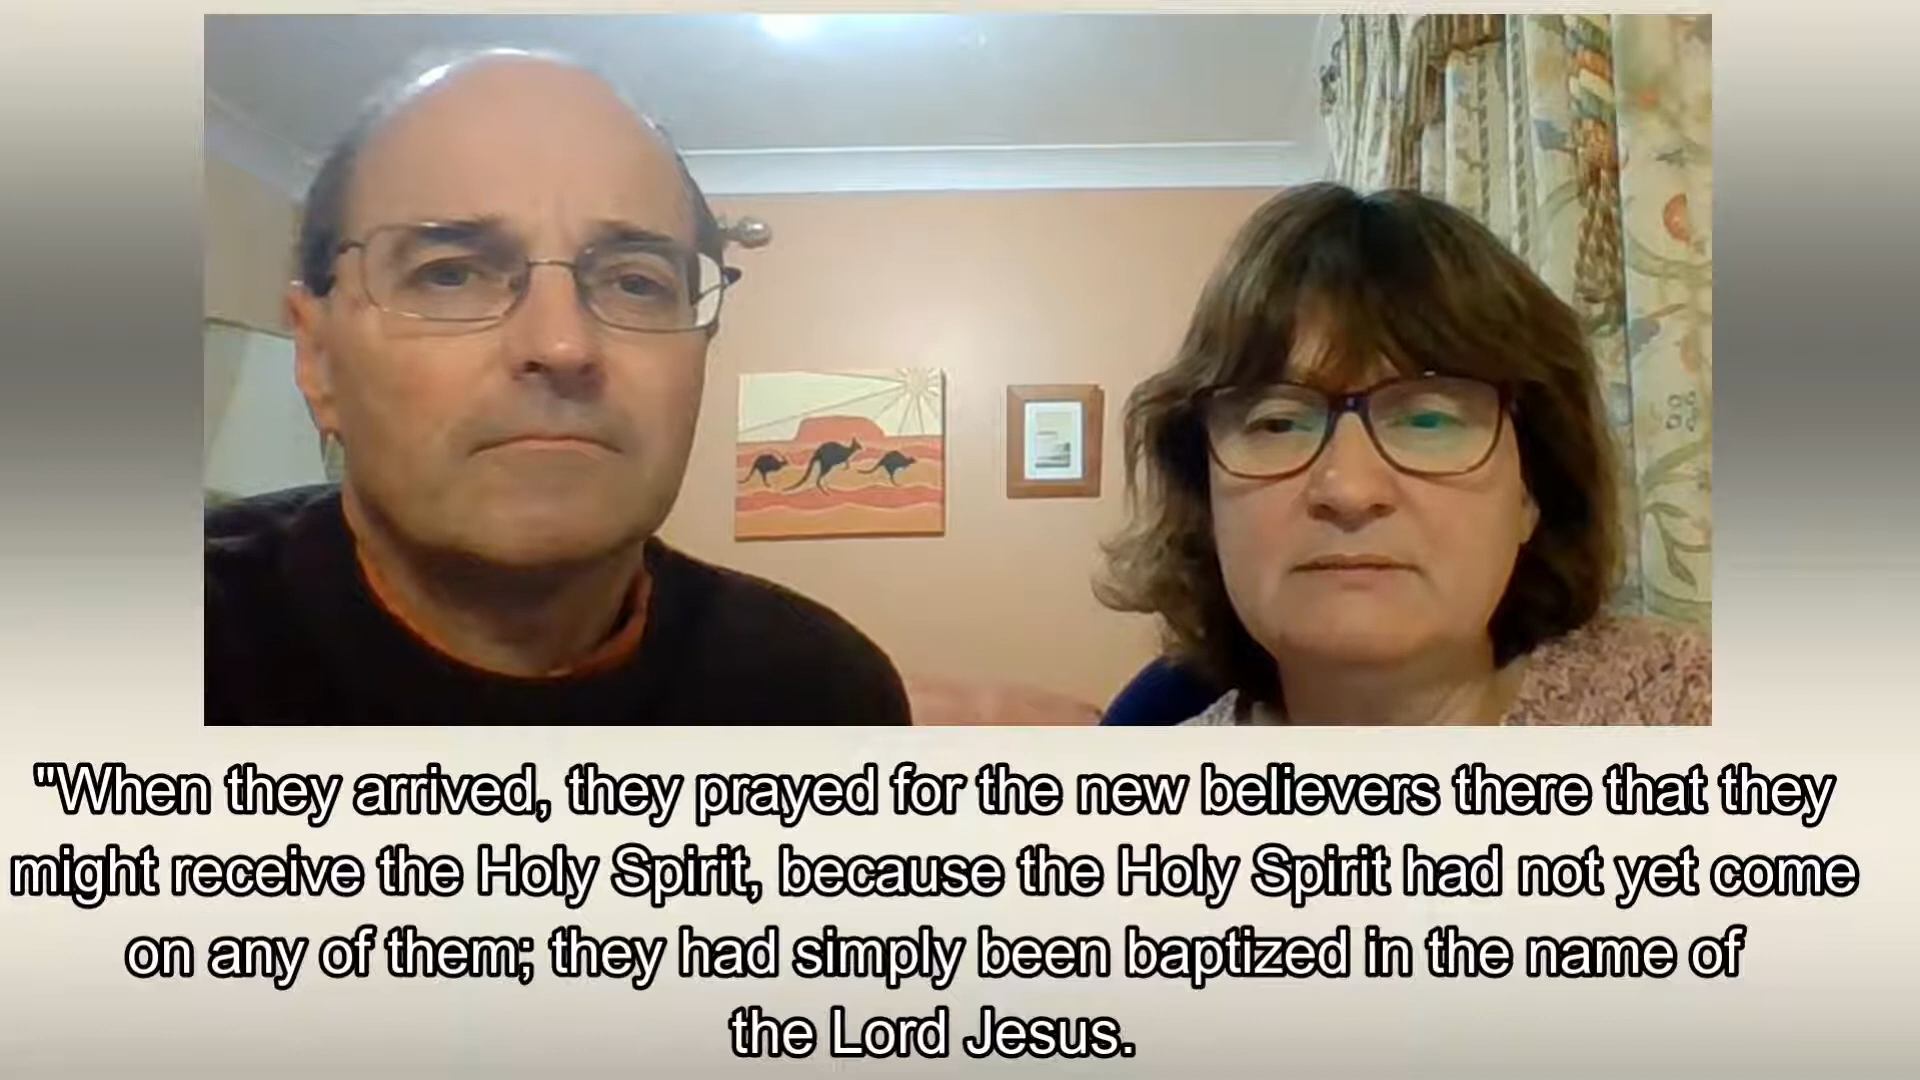 "When they arrived, they prayed for the new believers there that they
might receive the Holy Spirit, because the Holy Spirit had not yet come
on any of them; they had simply been baptized in the name of
the Lord Jesus.